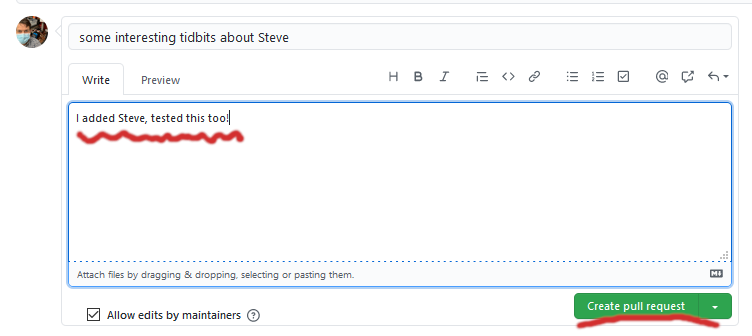 some interesting tidbits about Steve
Write Preview
I added Steve, tested this too!
Attach files by dragging & dropping, selecting or pasting them.
Allow edits by maintainers
Create pull request